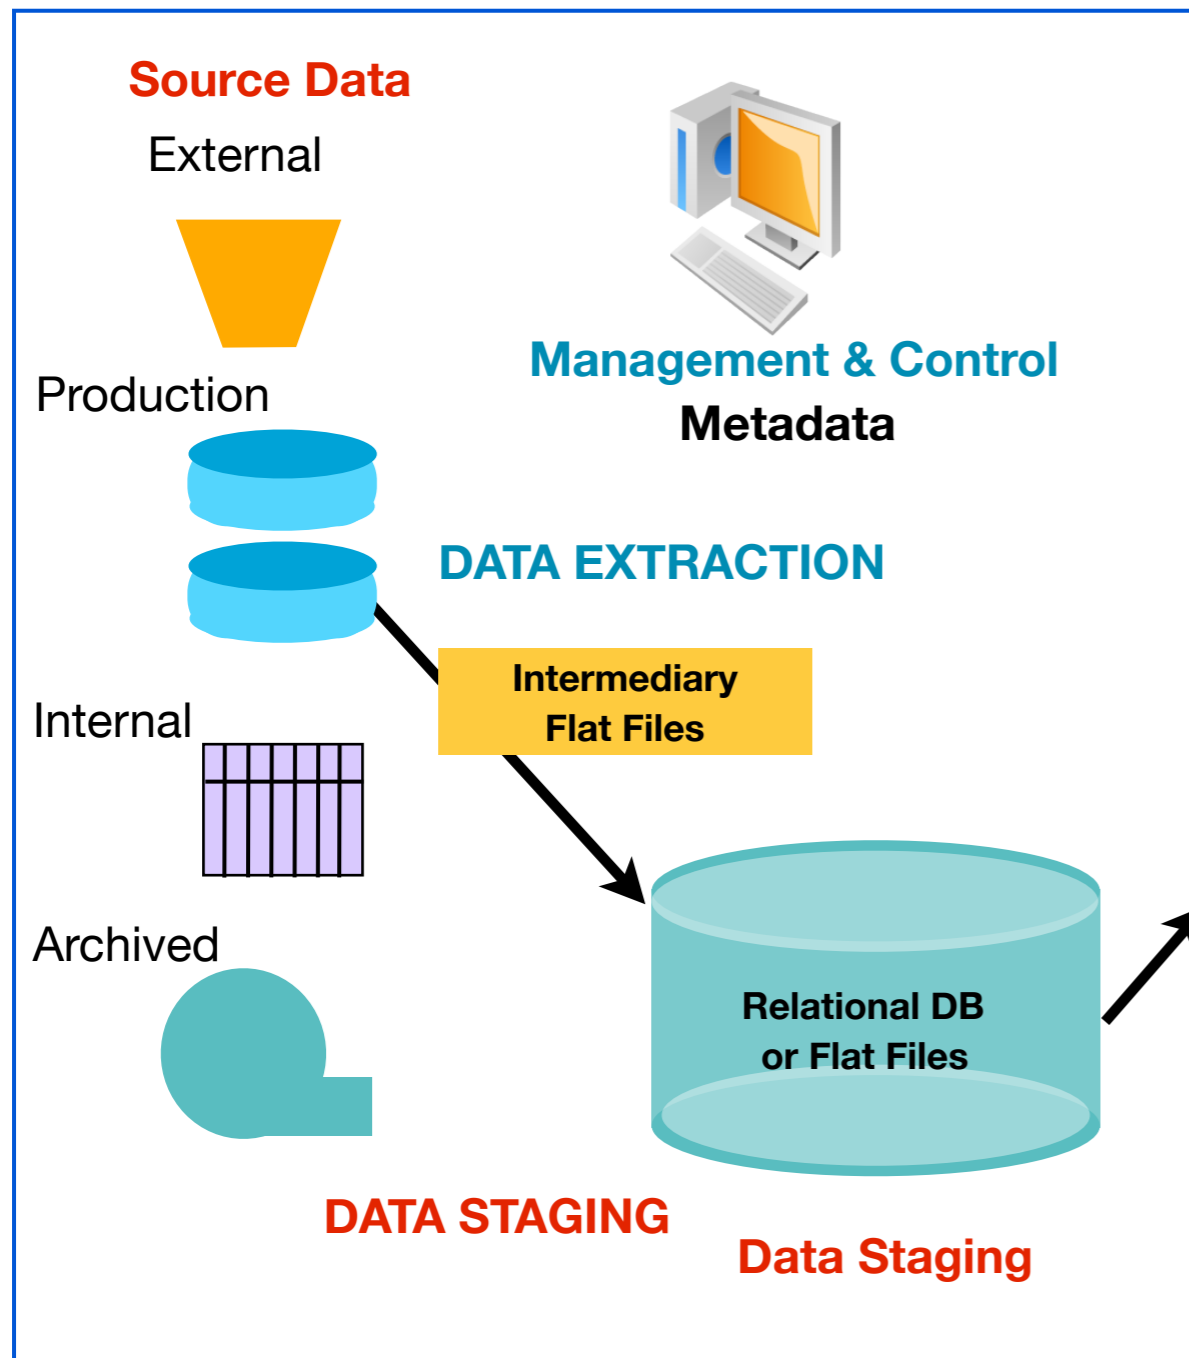 Source Data
External
Management & Control
Metadata
Production
DATA EXTRACTION
Intermediary
Flat Files
Internal
Archived
Relational DB
or Flat Files
DATA STAGING
Data Staging